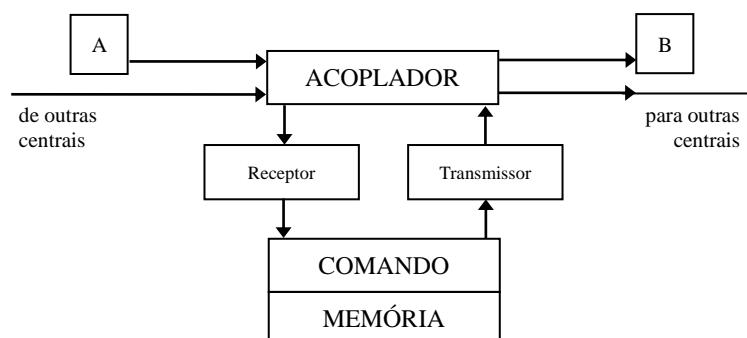 A
B
ACOPLADOR
de outras
centrais
para outras
centrais
Receptor
Transmissor
COMANDO
MEMÓRIA